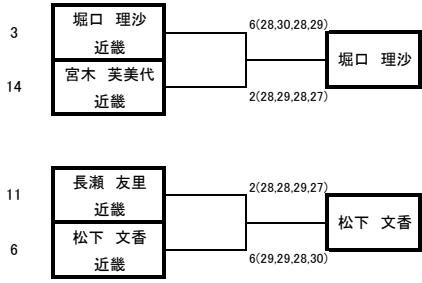 3
堀口　理沙
近畿
6(28,30,28,29)
堀口　理沙
14
宮木　芙美代
近畿
2(28,29,28,27)
11
長瀬　友里
近畿
2(28,28,29,27)
松下　文香
6
松下　文香
近畿
6(29,29,28,30)